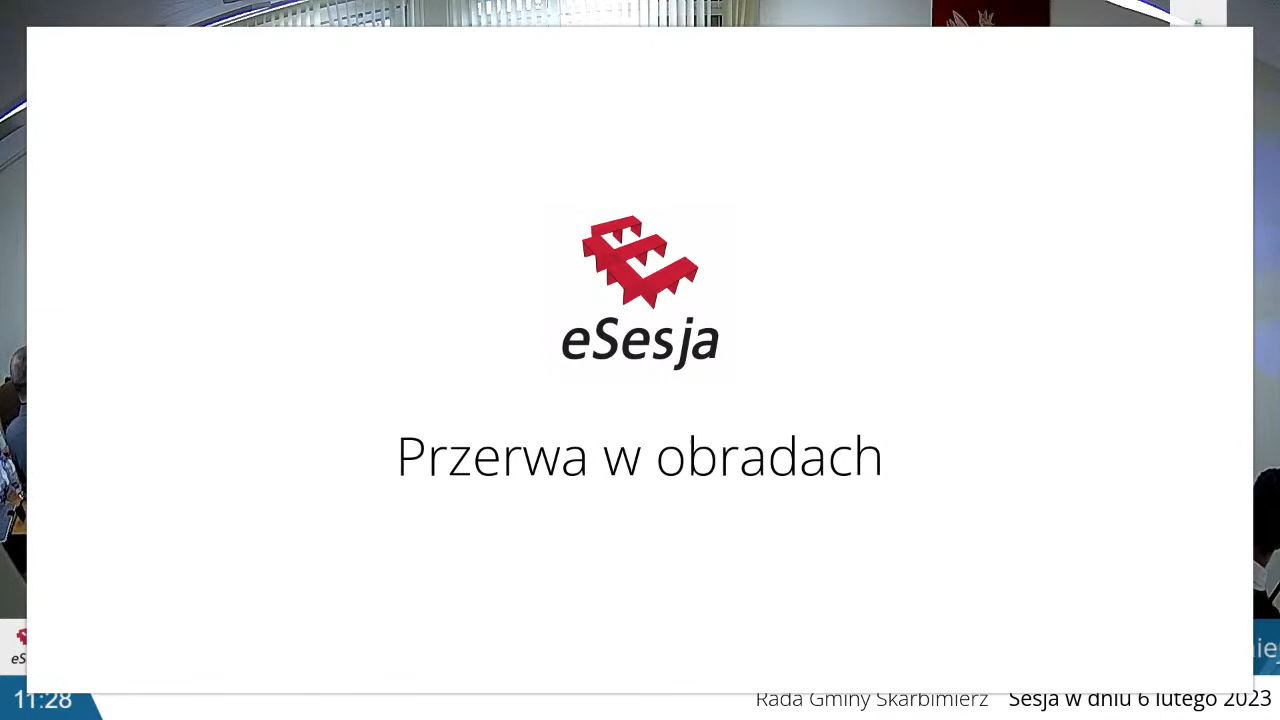 eSesja
Przerwa w obradach
11:28
Rada Gminy Skarbimierz Sesja w dniu 6 lutego 2023